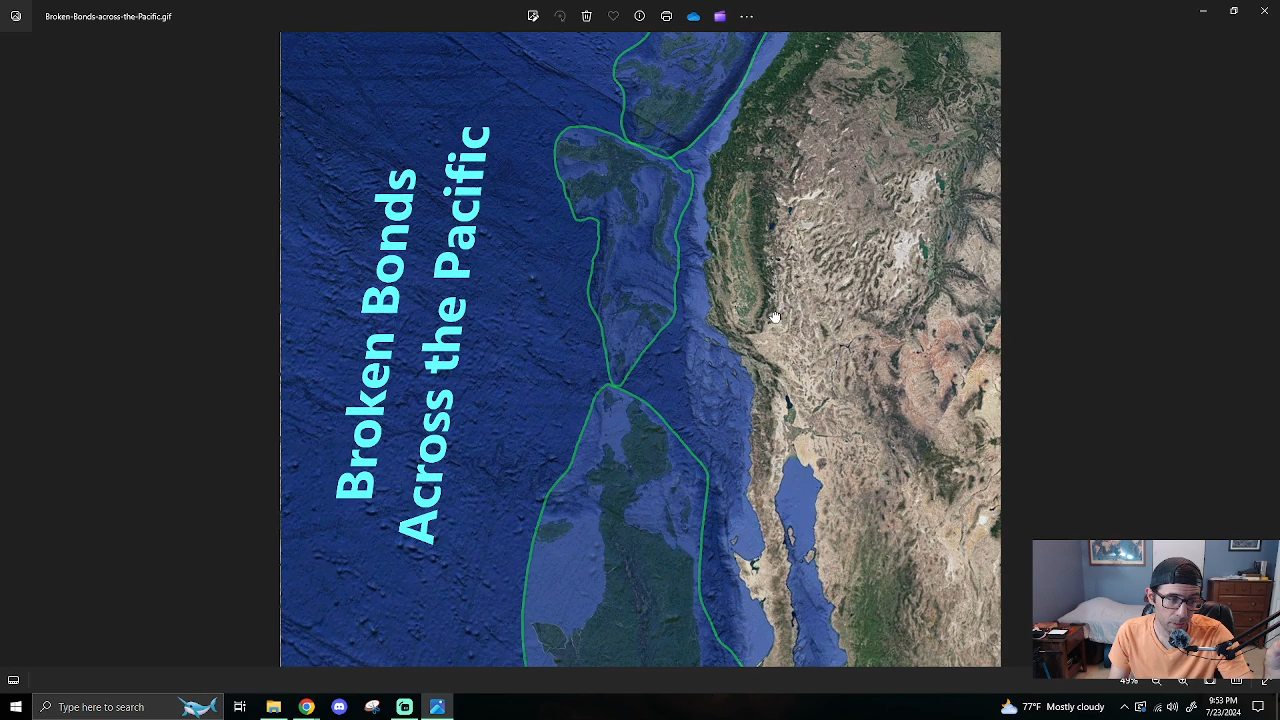 Broken-Bonds-across-the-Pacific.gif
Broken Bonds
Across the Pacific
49%
Type here to search
77°F Mostly cloudy
9:53 PM
7/23/2024